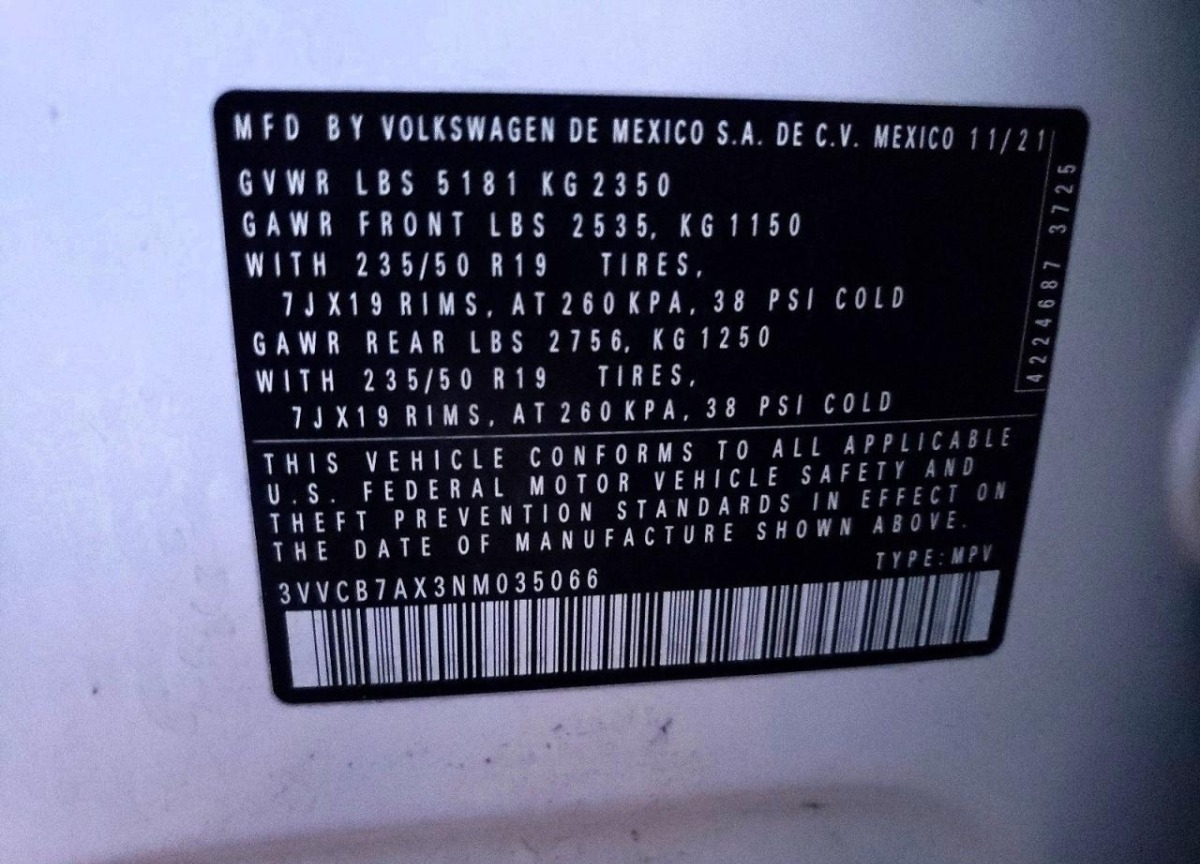 MFD BY VOLKSWAGEN DE MEXICO S.A. DE C.V. MEXICO 11/21
GVWR LBS 5181 KG 2350
GAWR FRONT LBS 2535, KG 1150
WITH 235/50 R19 TIRES,
7JX19 RIMS, AT 260 KPA, 38 PSI COLD
GAWR REAR LBS 2756, KG 1250
WITH 235/50 R19 TIRES,
7JX19 RIMS, AT 260 KPA, 38 PSI COLD
4224687 3725
THIS VEHICLE CONFORMS TO ALL APPLICABLE
U.S. FEDERAL MOTOR VEHICLE SAFETY AND
THEFT PREVENTION STANDARDS IN EFFECT ON
THE DATE OF MANUFACTURE SHOWN ABOVE.
TYPE: MPV
3VVCB7AX3NM035066